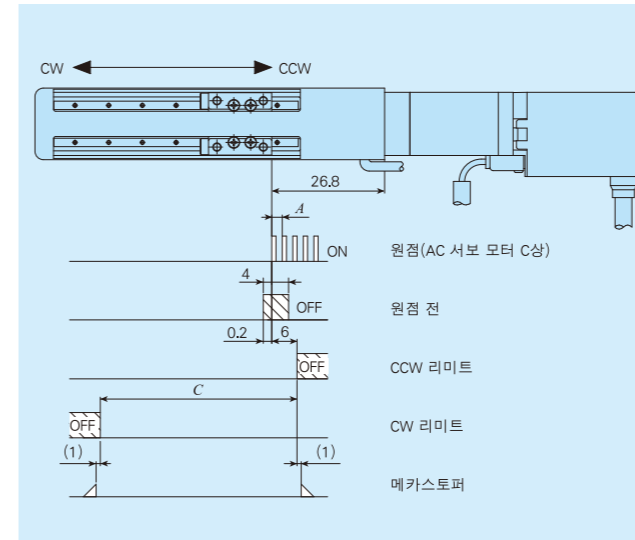 CW CCW
26.8
A
ON 원점(AC 서보 모터 C상)
4
OFF 원점 전
0.2 6
OFF CCW 리미트
C
OFF CW 리미트
(1) (1)
메카스토퍼